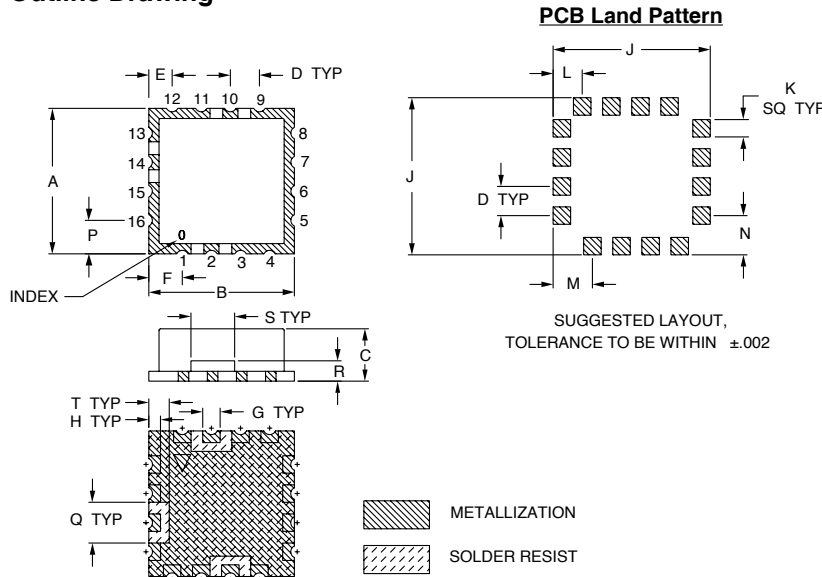 PCB Land Pattern
E
D TYP
12 11 10 9
13
14
15
16
8
7
6
5
A
P
0
1 2 3 4
F
B
INDEX
J
L
K
SQ TYP
J
D TYP
N
M
SUGGESTED LAYOUT,
TOLERANCE TO BE WITHIN ±.002
S TYP
C
R
T TYP
H TYP
G TYP
Q TYP
METALLIZATION
SOLDER RESIST